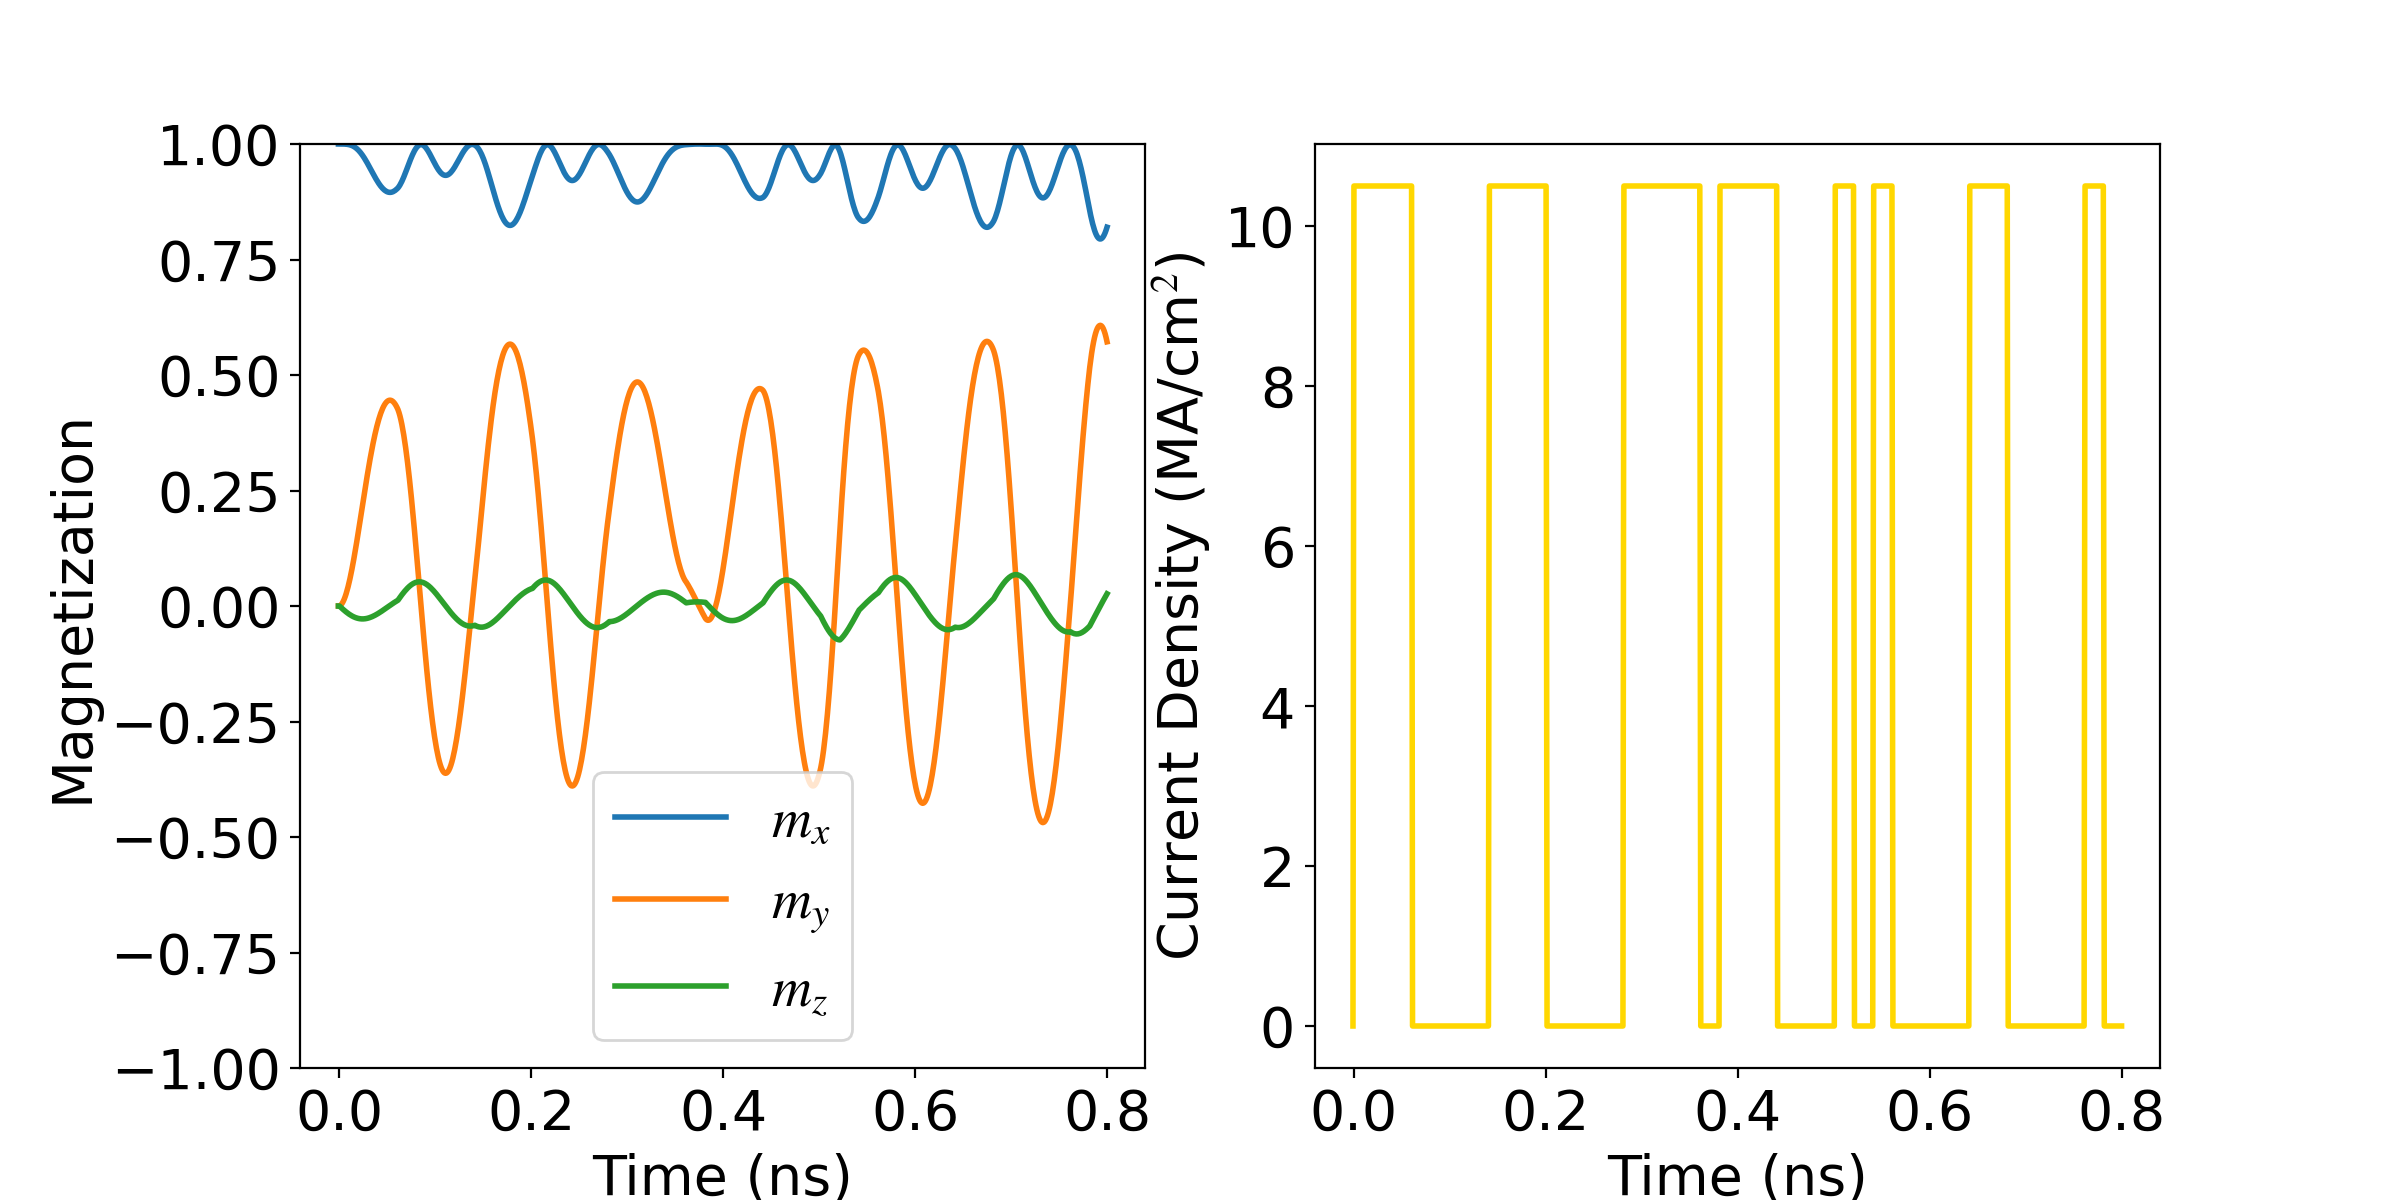 1.00
0.75
0.50
0.25
0.00
−0.25
−0.50
−0.75
−1.00
Magnetization
0.0 0.2 0.4 0.6 0.8
Time (ns)
m_x
m_y
m_z
10
8
6
4
2
0
Current Density (MA/cm²)
0.0 0.2 0.4 0.6 0.8
Time (ns)